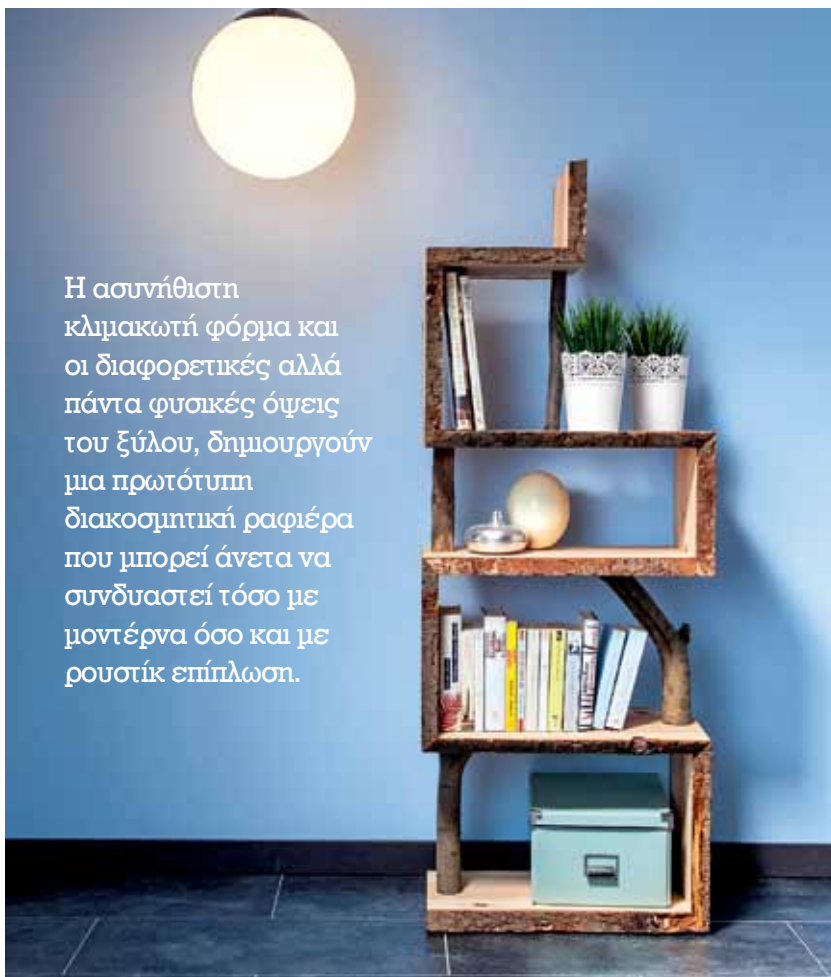 Η ασυνήθιστη
κλιμακωτή φόρμα και
οι διαφορετικές αλλά
πάντα φυσικές όψεις
του ξύλου, δημιουργούν
μια πρωτότυπη
διακοσμητική ραφιέρα
που μπορεί άνετα να
συνδυαστεί τόσο με
μοντέρνα όσο και με
ρουστίκ επίπλωση.